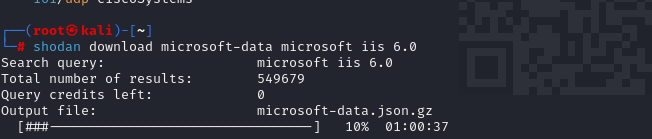 161/udp CiscoSystems
┌──(root㉿kali)-[~]
└─# shodan download microsoft-data microsoft iis 6.0
Search query: microsoft iis 6.0
Total number of results: 549679
Query credits left: 0
Output file: microsoft-data.json.gz
[###---------------------------------] 10% 01:00:37